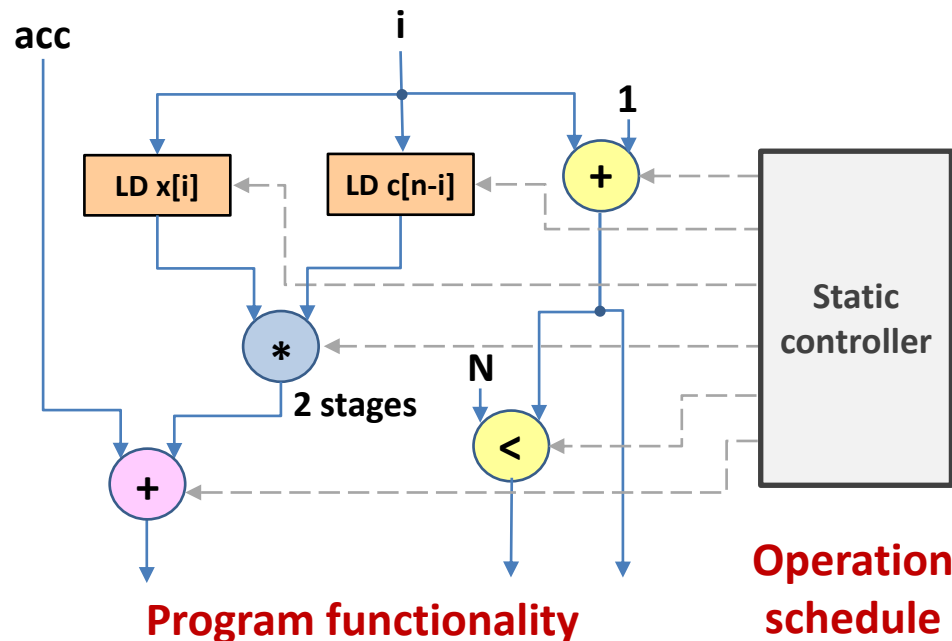 acc
i
1
LD x[i]
LD c[n-i]
+
Static
controller
*
2 stages
N
<
+
Program functionality
Operation
schedule